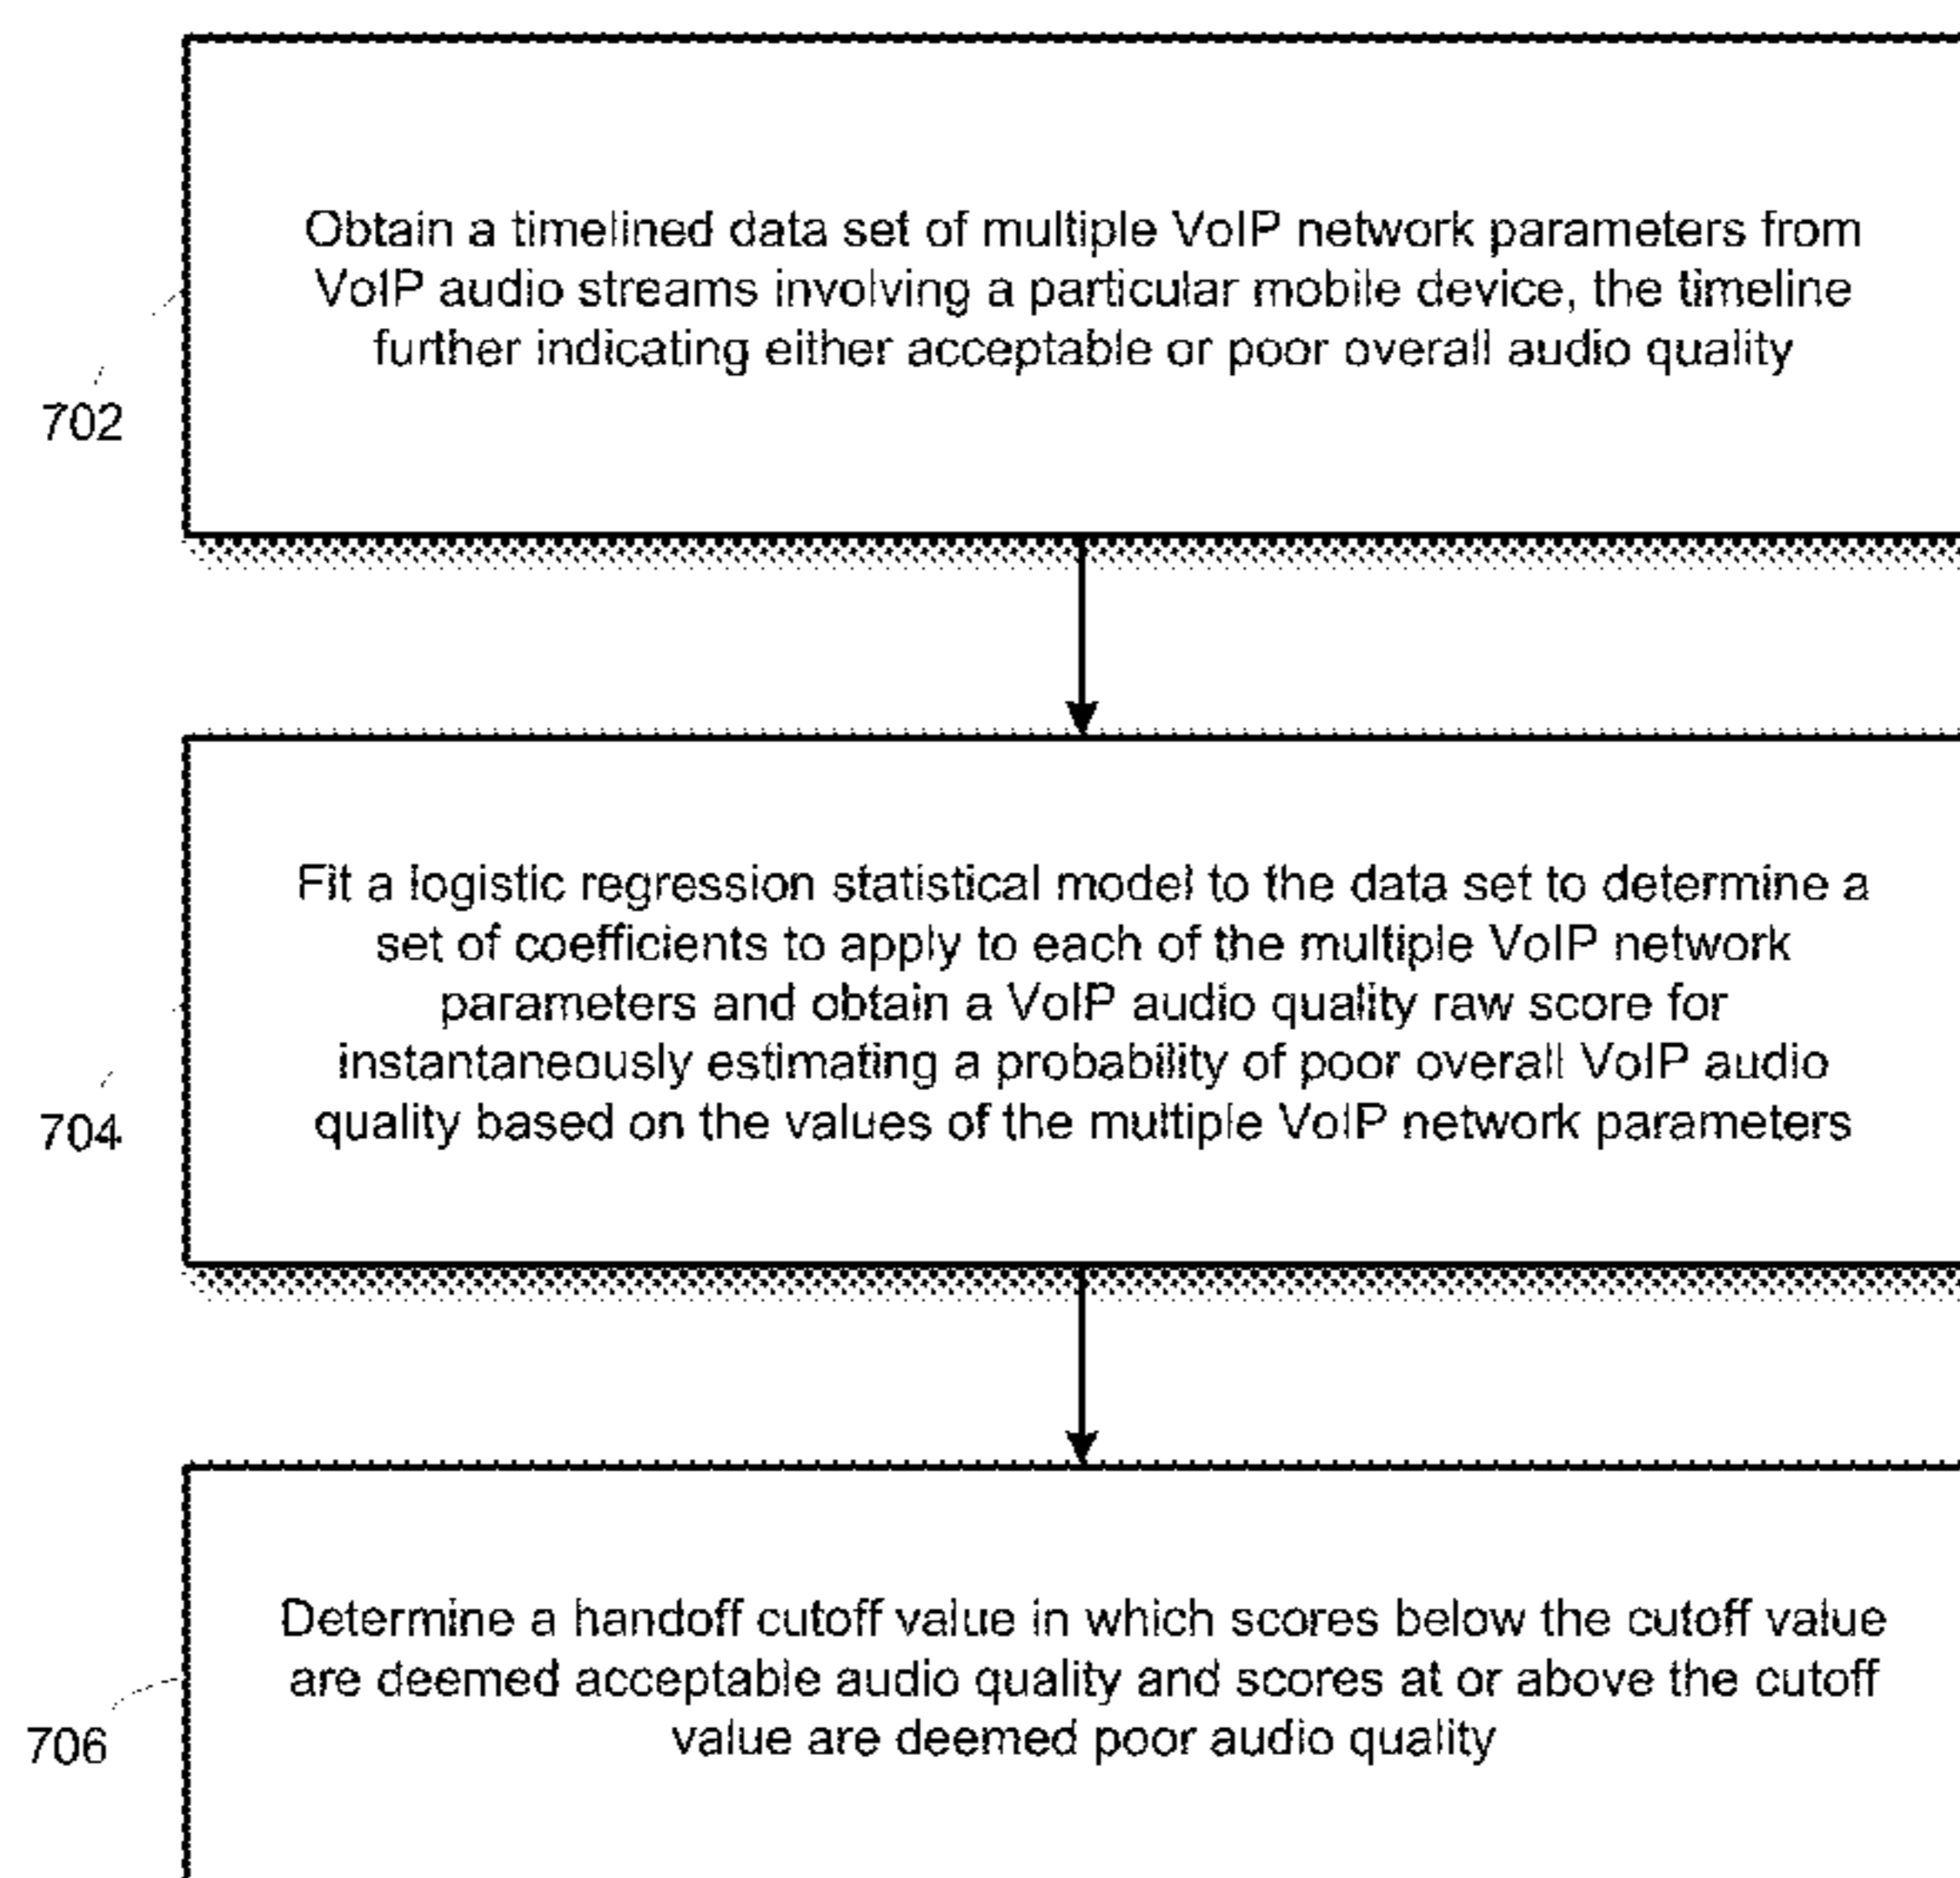 Obtain a timelined data set of multiple VoIP network parameters from
VoIP audio streams involving a particular mobile device, the timeline
further indicating either acceptable or poor overall audio quality
702
Fit a logistic regression statistical model to the data set to determine a
set of coefficients to apply to each of the multiple VoIP network
parameters and obtain a VoIP audio quality raw score for
instantaneously estimating a probability of poor overall VoIP audio
quality based on the values of the multiple VoIP network parameters
704
Determine a handoff cutoff value in which scores below the cutoff value
are deemed acceptable audio quality and scores at or above the cutoff
value are deemed poor audio quality
706